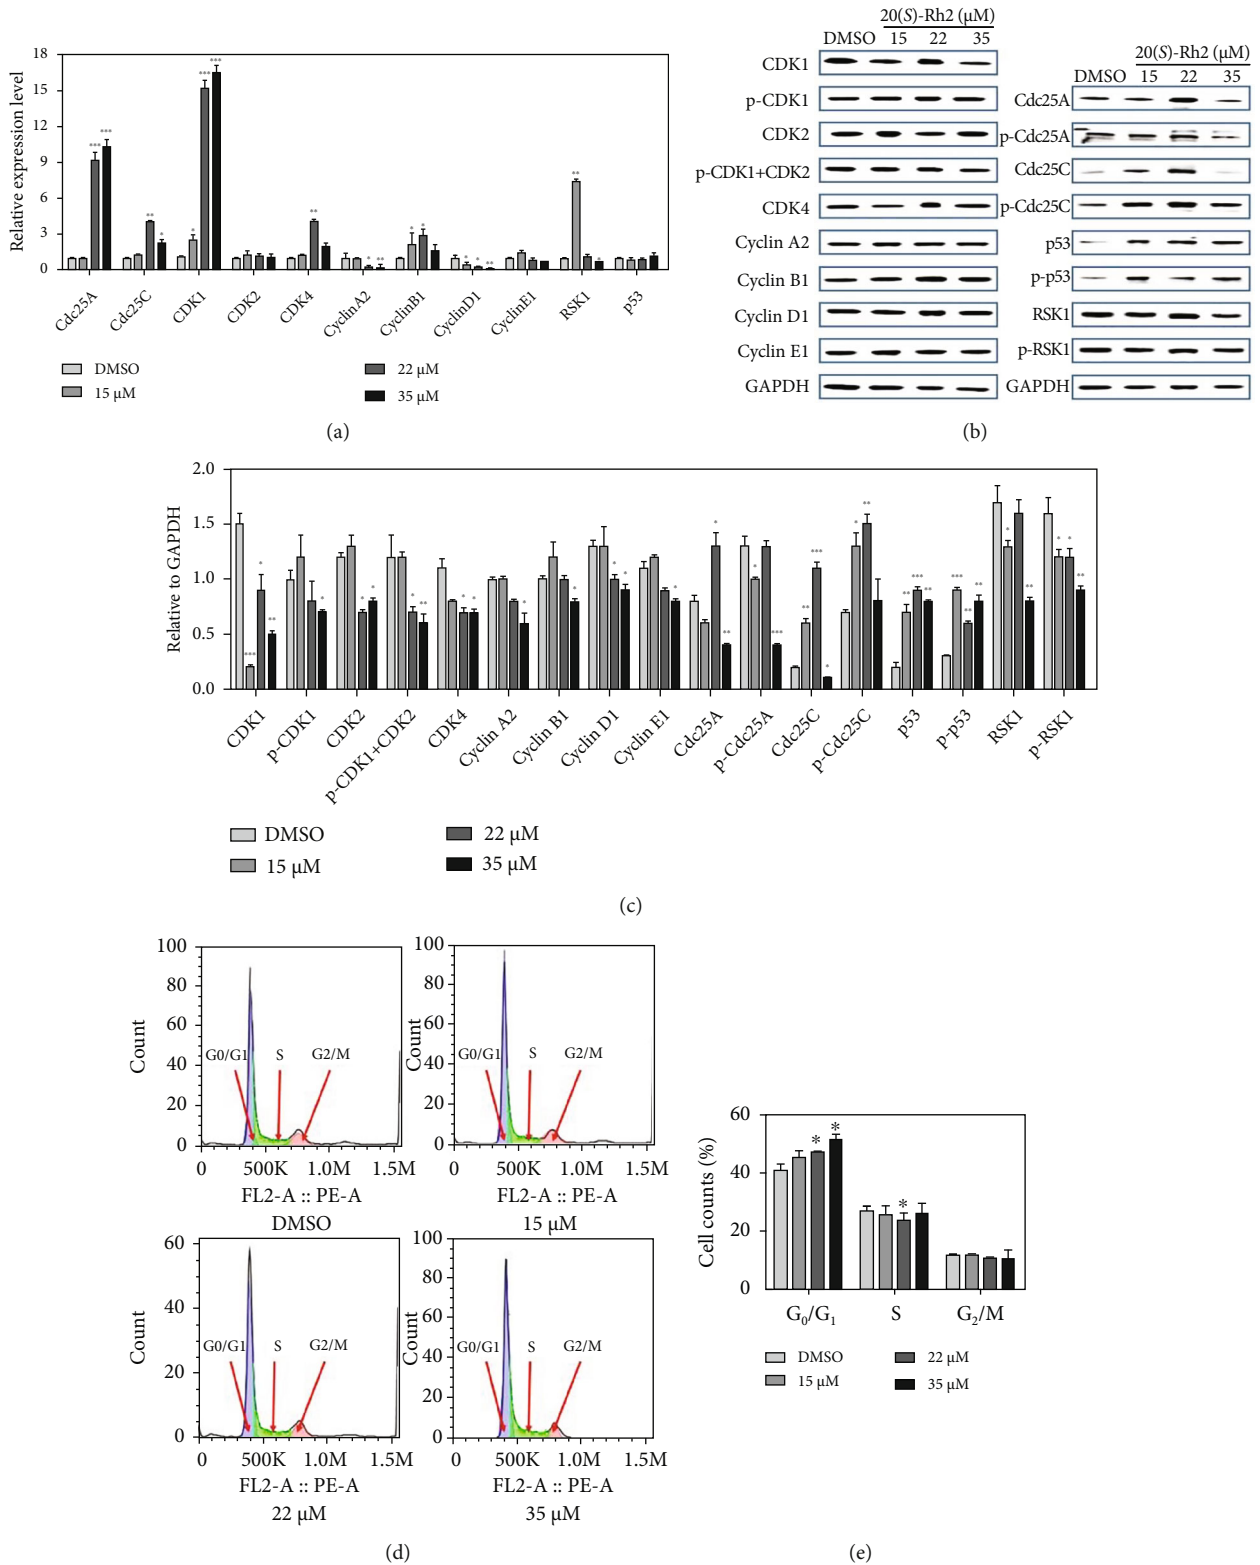 18
15
12
9
6
3
0
Relative expression level
*** ***
** *
* *** ***
**
* **
* *
* * **
** *
Cdc25A Cdc25C CDK1 CDK2 CDK4 CyclinA2 CyclinB1 CyclinD1 CyclinE1 RSK1 p53
DMSO 22 μM
15 μM 35 μM
(a)
20(S)-Rh2 (μM)
DMSO 15 22 35
CDK1
p-CDK1
CDK2
p-CDK1+CDK2
CDK4
Cyclin A2
Cyclin B1
Cyclin D1
Cyclin E1
GAPDH
20(S)-Rh2 (μM)
DMSO 15 22 35
Cdc25A
p-Cdc25A
Cdc25C
p-Cdc25C
p53
p-p53
RSK1
p-RSK1
GAPDH
(b)
2.0
1.5
1.0
0.5
0.0
Relative to GAPDH
*** * **
*
* *
* **
* *
*
*
* *
*
* **
* ***
** *** *
* **
** *** **
*** ** **
* **
* * **
CDK1 p-CDK1 CDK2 p-CDK1+CDK2 CDK4 Cyclin A2 Cyclin B1 Cyclin D1 Cyclin E1 Cdc25A p-Cdc25A Cdc25C p-Cdc25C p53 p-p53 RSK1 p-RSK1
DMSO 22 μM
15 μM 35 μM
(c)
100
80
60
40
20
0
Count
G0/G1 S G2/M
0 500K 1.0M 1.5M
FL2-A :: PE-A
DMSO
100
80
60
40
20
0
Count
G0/G1 S G2/M
0 500K 1.0M 1.5M
FL2-A :: PE-A
15 μM
60
40
20
0
Count
G0/G1 S G2/M
0 500K 1.0M 1.5M
FL2-A :: PE-A
22 μM
100
80
60
40
20
0
Count
G0/G1 S G2/M
0 500K 1.0M 1.5M
FL2-A :: PE-A
35 μM
(d)
60
40
20
0
Cell counts (%)
* *
*
G₀/G₁ S G₂/M
DMSO 22 μM
15 μM 35 μM
(e)